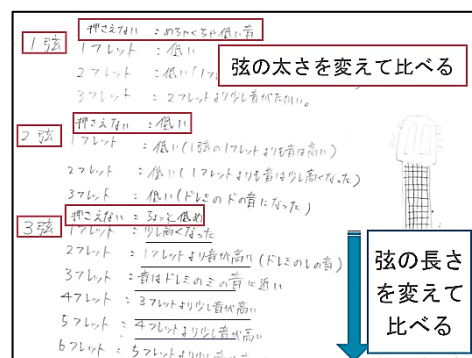 押さえない：めちゃくちゃ低い音
1弦
1フレット：低い
2フレット：低い(1フレ
弦の太さを変えて比べる
3フレット：2フレットより少し音がたかい。
押さえない：低い
2弦
1フレット：低い(1弦の1フレットよりも音は高い)
2フレット：低い(1フレットよりも音は少し高くなった)
3フレット：低い(ドレミのドの音になった)
押さえない：ちょっと低め
3弦
1フレット：少し高くなった
2フレット：1フレットより音が高い(ドレミのレの音)
3フレット：音はドレミのミの音に近い
4フレット：3フレットより少し音が高い
5フレット：4フレットより少し音が高い
6フレット：5フレットより少し音
弦の長さ
を変えて
比べる